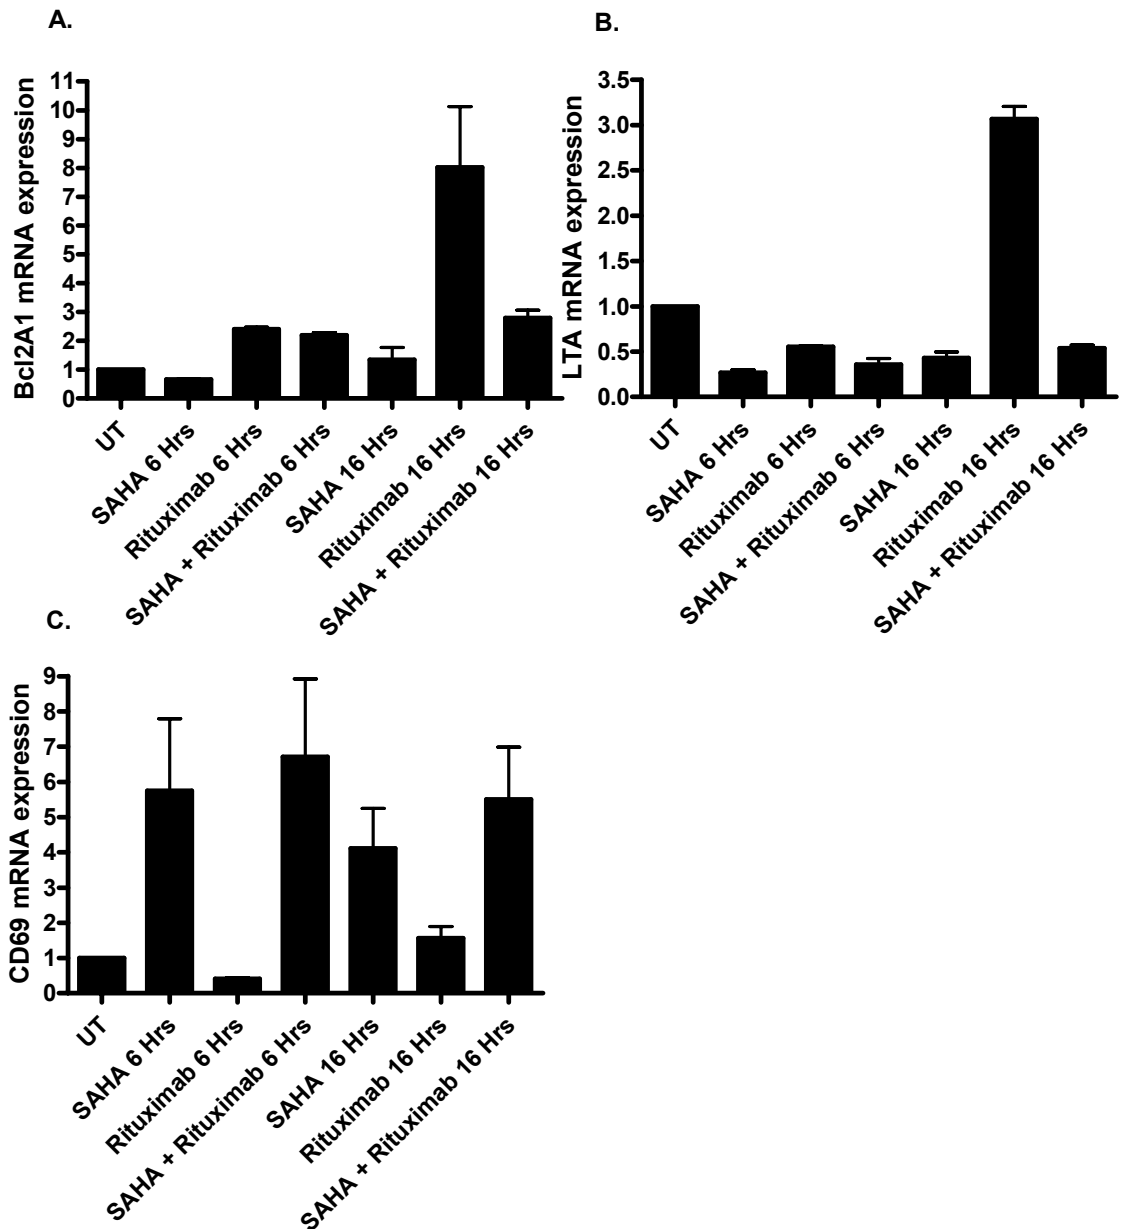 A.
Bcl2A1 mRNA expression
11
10
9
8
7
6
5
4
3
2
1
0
UT
SAHA 6 Hrs
Rituximab 6 Hrs
SAHA + Rituximab 6 Hrs
SAHA 16 Hrs
Rituximab 16 Hrs
SAHA + Rituximab 16 Hrs
B.
LTA mRNA expression
3.5
3.0
2.5
2.0
1.5
1.0
0.5
0.0
UT
SAHA 6 Hrs
Rituximab 6 Hrs
SAHA + Rituximab 6 Hrs
SAHA 16 Hrs
Rituximab 16 Hrs
SAHA + Rituximab 16 Hrs
C.
CD69 mRNA expression
9
8
7
6
5
4
3
2
1
0
UT
SAHA 6 Hrs
Rituximab 6 Hrs
SAHA + Rituximab 6 Hrs
SAHA 16 Hrs
Rituximab 16 Hrs
SAHA + Rituximab 16 Hrs